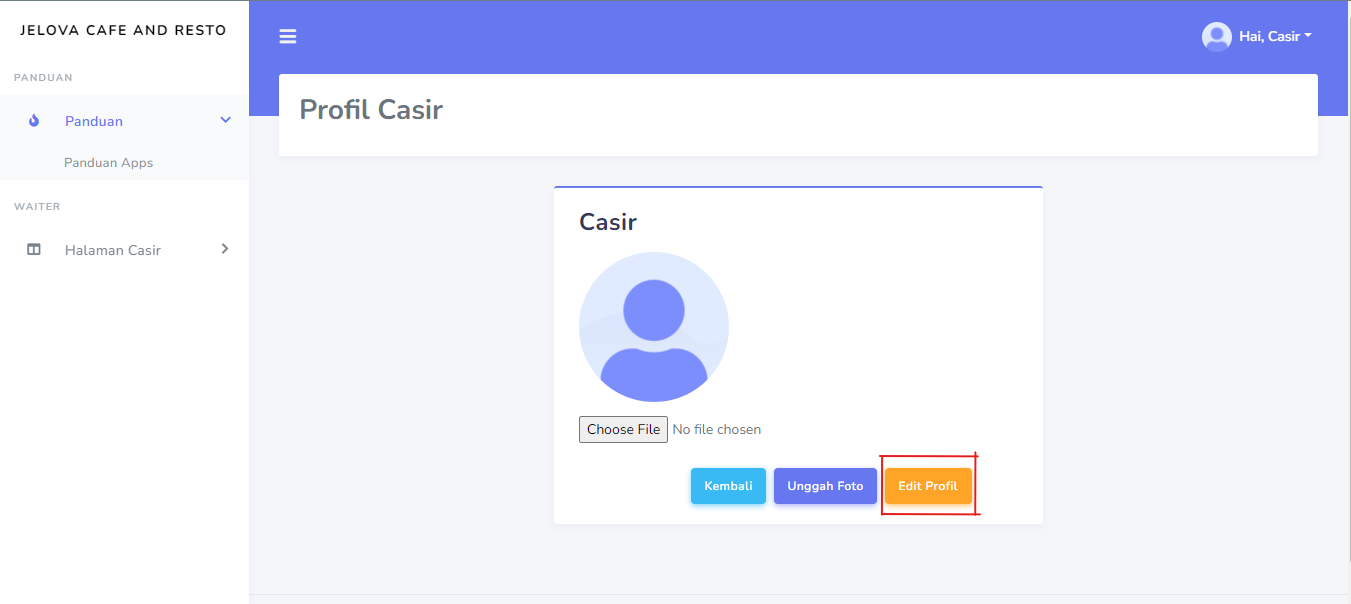 JELOVA CAFE AND RESTO
PANDUAN
Panduan
Panduan Apps
WAITER
Halaman Casir
Hai, Casir
Profil Casir
Casir
Choose File No file chosen
Kembali Unggah Foto Edit Profil